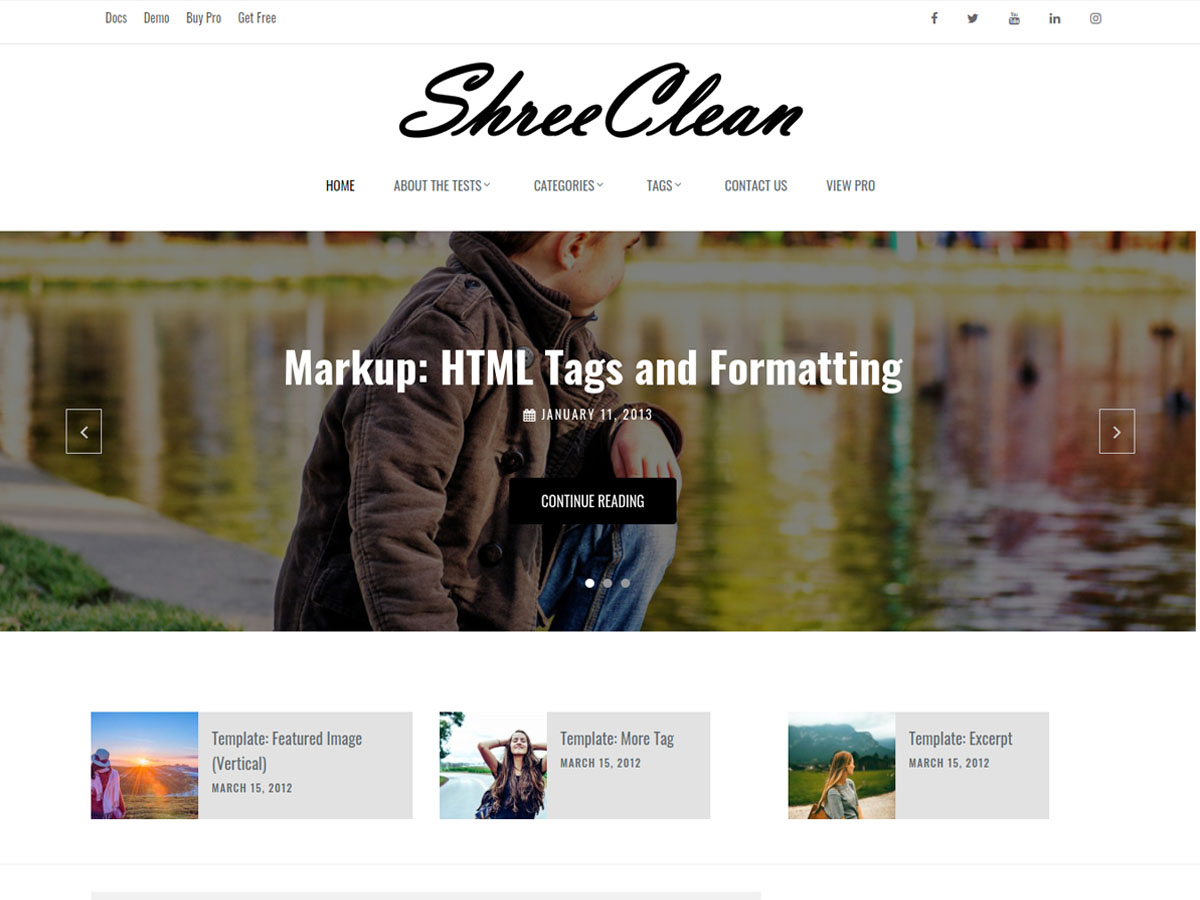 Docs Demo Buy Pro Get Free
ShreeClean
HOME ABOUT THE TESTS CATEGORIES TAGS CONTACT US VIEW PRO
Markup: HTML Tags and Formatting
JANUARY 11, 2013
CONTINUE READING
Template: Featured Image
(Vertical)
MARCH 15, 2012
Template: More Tag
MARCH 15, 2012
Template: Excerpt
MARCH 15, 2012